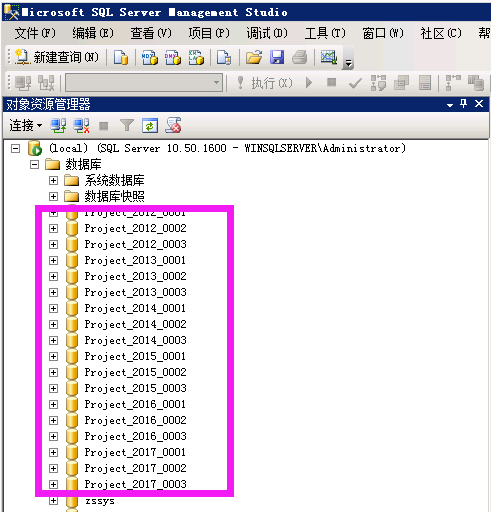 Microsoft SQL Server Management Studio
文件(F) 编辑(E) 查看(V) 项目(P) 调试(D) 工具(T) 窗口(W) 社区(C) 帮
新建查询(N)
执行(X)
对象资源管理器
连接
(local) (SQL Server 10.50.1600 - WINSQLSERVER\Administrator)
数据库
系统数据库
数据库快照
Project_2012_0001
Project_2012_0002
Project_2012_0003
Project_2013_0001
Project_2013_0002
Project_2013_0003
Project_2014_0001
Project_2014_0002
Project_2014_0003
Project_2015_0001
Project_2015_0002
Project_2015_0003
Project_2016_0001
Project_2016_0002
Project_2016_0003
Project_2017_0001
Project_2017_0002
Project_2017_0003
zssys